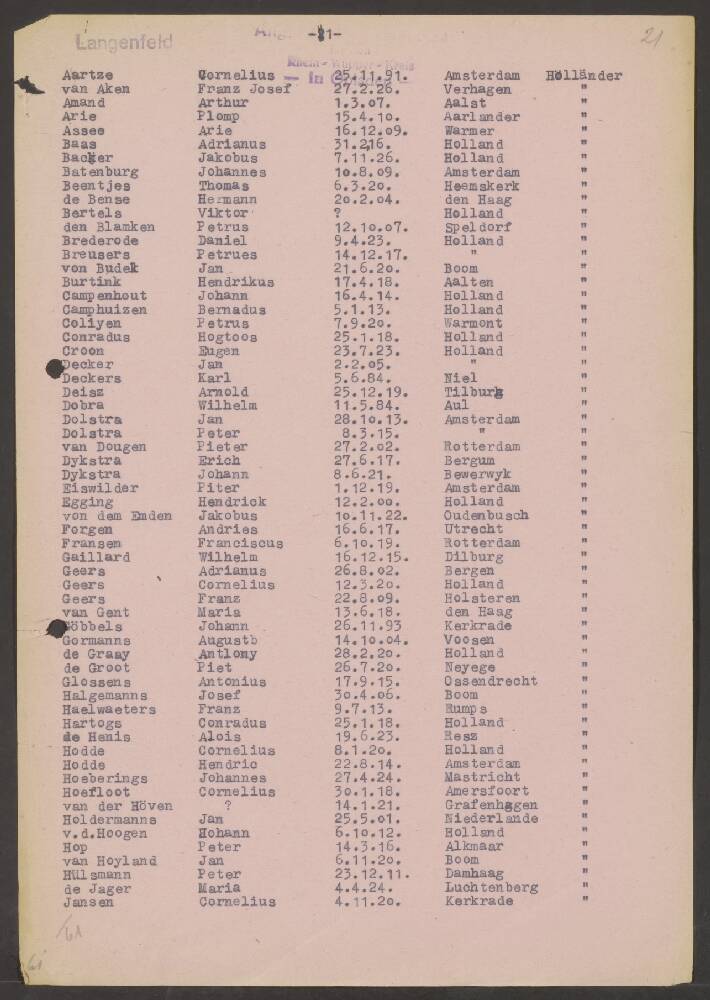 Langenfeld -21- 21
Rhein-Wupper-Kreis
Aartze Cornelius 25.11.91. Amsterdam Holländer
— in
van Aken Franz Josef 27.2.26. Verhagen "
Amand Arthur 1.3.07. Aalst "
Arie Plomp 15.4.10. Aarlander "
Assee Arie 16.12.09. Warmer "
Baas Adrianus 31.216. Holland "
Backer Jakobus 7.11.26. Holland "
Batenburg Johannes 10.8.09. Amsterdam "
Beentjes Thomas 6.3.20. Heemskerk "
de Bense Hermann 20.2.04. den Haag "
Bertels Viktor ? Holland "
den Blamken Petrus 12.10.07. Speldorf "
Brederode Daniel 9.4.23. Holland "
Breusers Petrues 14.12.17. " "
von Budek Jan 21.6.20. Boom "
Burtink Hendrikus 17.4.18. Aalten "
Campenhout Johann 16.4.14. Holland "
Camphuizen Bernadus 5.1.13. Holland "
Coliyen Petrus 7.9.20. Warmont "
Conradus Hogtoos 25.1.18. Holland "
Croon Eugen 23.7.23. Holland "
Decker Jan 2.2.05. " "
Deckers Karl 5.6.84. Niel "
Deisz Arnold 25.12.19. Tilburg "
Dobra Wilhelm 11.5.84. Aul "
Dolstra Jan 28.10.13. Amsterdam "
Dolstra Peter 8.3.15. " "
van Dougen Pieter 27.2.02. Rotterdam "
Dykstra Erich 27.6.17. Bergum "
Dykstra Johann 8.6.21. Bewerwyk "
Eiswilder Piter 1.12.19. Amsterdam "
Egging Hendrick 12.2.00. Holland "
von dem Enden Jakobus 10.11.22. Oudenbusch "
Forgen Andries 16.6.17. Utrecht "
Fransen Franciscus 6.10.19. Rotterdam "
Gaillard Wilhelm 16.12.15. Dilburg "
Geers Adrianus 26.8.02. Bergen "
Geers Cornelius 12.3.20. Holland "
Geers Franz 22.8.09. Holsteren "
van Gent Maria 13.6.18. den Haag "
Göbbels Johann 26.11.93 Kerkrade "
Gormanns Augustb 14.10.04. Voosen "
de Graay Antlony 28.2.20. Holland "
de Groot Piet 26.7.20. Neyege "
Glossens Antonius 17.9.15. Ossendrecht "
Halgemanns Josef 30.4.06. Boom "
Haelwaeters Franz 9.7.13. Rumps "
Hartogs Conradus 25.1.18. Holland "
de Henis Alois 19.6.23. Resz "
Hodde Cornelius 8.1.20. Holland "
Hodde Hendric 22.8.14. Amsterdam "
Hoeberings Johannes 27.4.24. Mastricht "
Hoefloot Cornelius 30.1.18. Amersfoort "
van der Höven ? 14.1.21. Grafenhagen "
Holdermanns Jan 25.5.01. Niederlande "
v.d.Hoogen Hohann 6.10.12. Holland "
Hop Peter 14.3.16. Alkmaar "
van Hoyland Jan 6.11.20. Boom "
Hülsmann Peter 23.12.11. Damhaag "
de Jager Maria 4.4.24. Luchtenberg "
Jansen Cornelius 4.11.20. Kerkrade "
61
61